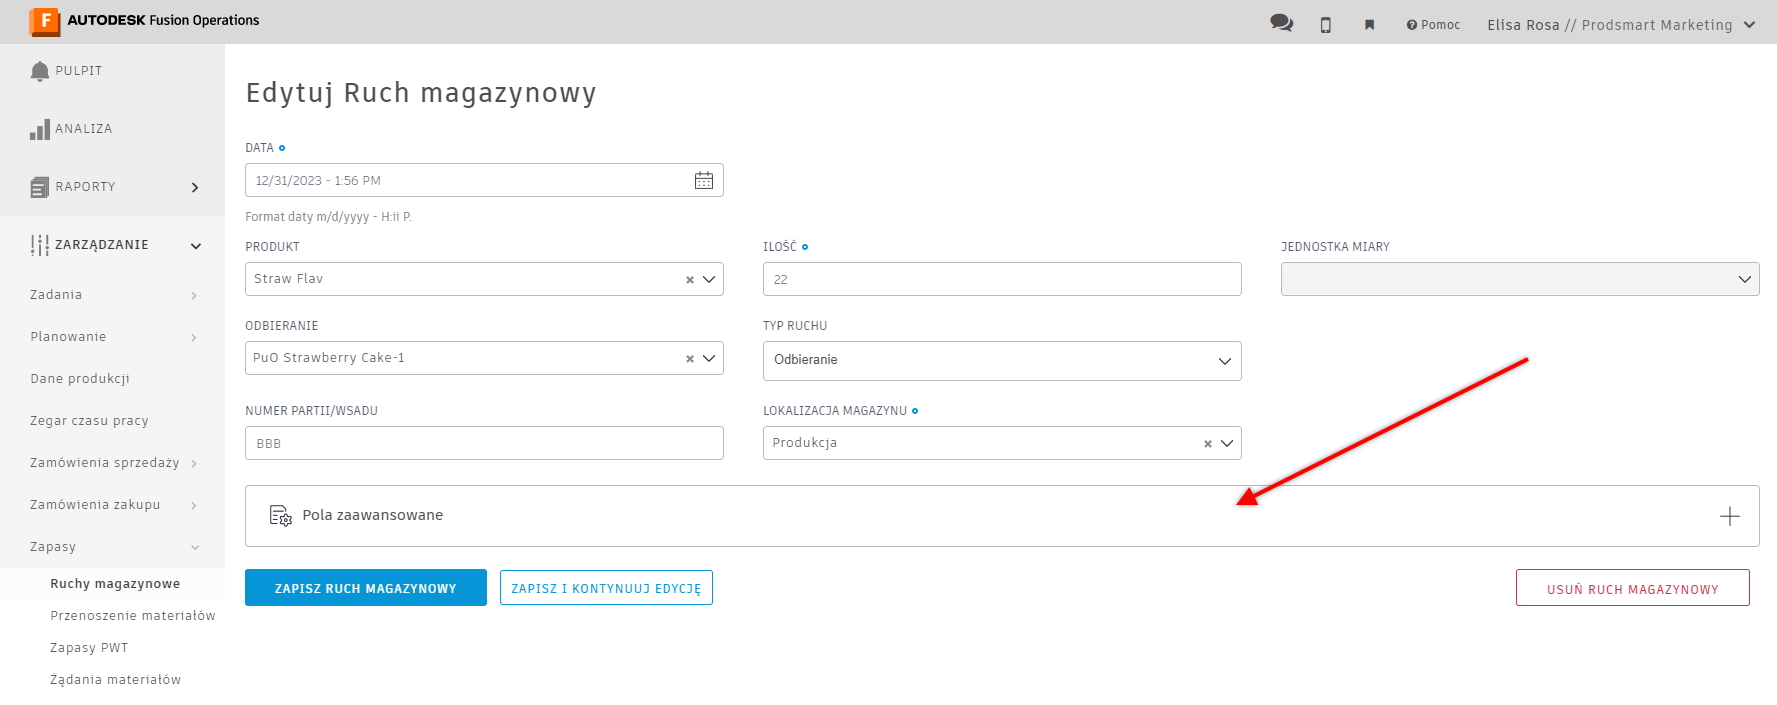 AUTODESK Fusion Operations
Pomoc
Elisa Rosa // Prodsmart Marketing
PULPIT
ANALIZA
RAPORTY
ZARZĄDZANIE
Zadania
Planowanie
Dane produkcji
Zegar czasu pracy
Zamówienia sprzedaży
Zamówienia zakupu
Zapasy
Ruchy magazynowe
Przenoszenie materiałów
Zapasy PWT
Żądania materiałów
Edytuj Ruch magazynowy
DATA
12/31/2023 - 1:56 PM
Format daty m/d/yyyy - H:ii P.
PRODUKT
Straw Flav
ILOŚĆ
22
JEDNOSTKA MIARY
ODBIERANIE
PuO Strawberry Cake-1
TYP RUCHU
Odbieranie
NUMER PARTII/WSADU
BBB
LOKALIZACJA MAGAZYNU
Produkcja
Pola zaawansowane
ZAPISZ RUCH MAGAZYNOWY
ZAPISZ I KONTYNUUJ EDYCJĘ
USUŃ RUCH MAGAZYNOWY